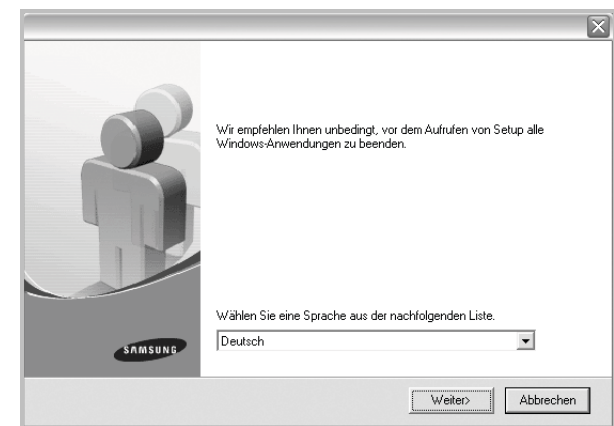 Wir empfehlen Ihnen unbedingt, vor dem Aufrufen von Setup alle
Windows-Anwendungen zu beenden.
Wählen Sie eine Sprache aus der nachfolgenden Liste.
Deutsch
SAMSUNG
Weiter>
Abbrechen